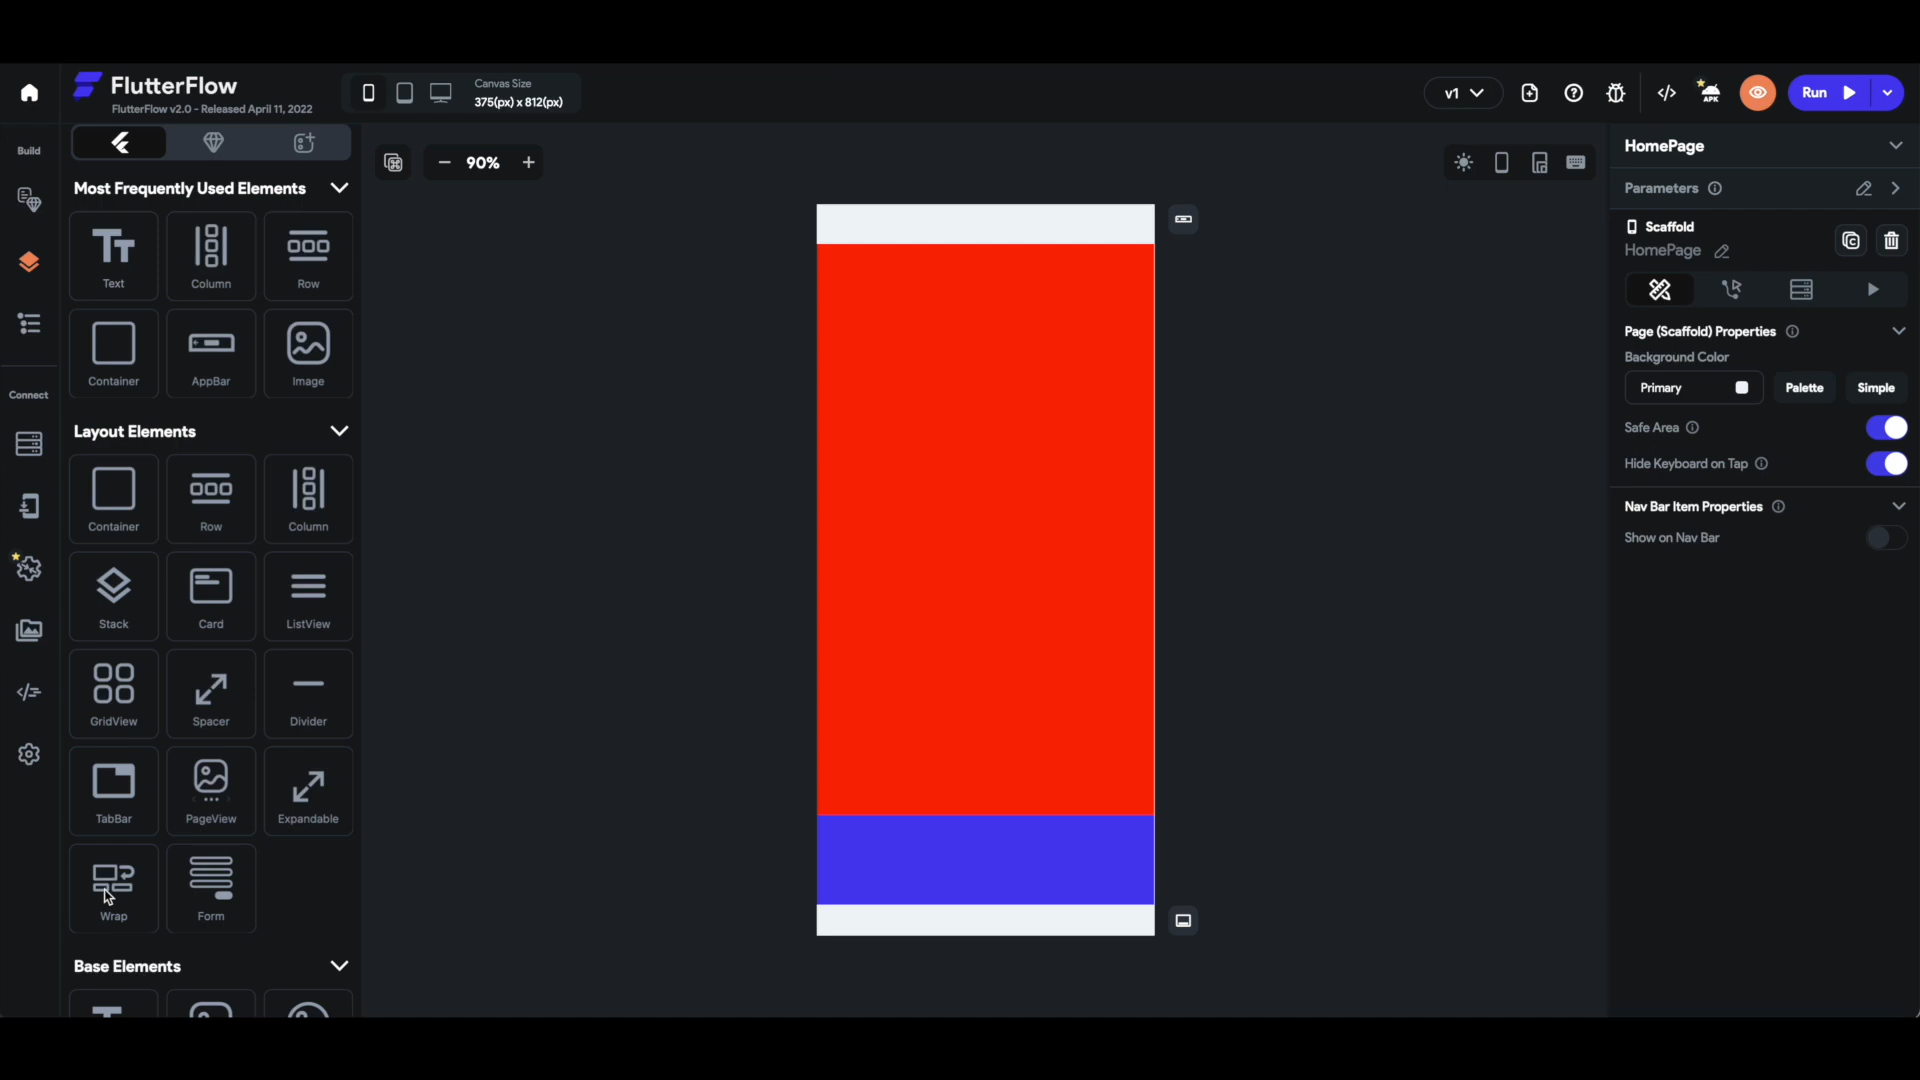 FlutterFlow
FlutterFlow v2.0 - Released April 11, 2022
Canvas Size
375(px) x 812(px)
v1
APK
Run
Build
Connect
Most Frequently Used Elements
Text
Column
Row
Container
AppBar
Image
Layout Elements
Container
Row
Column
Stack
Card
ListView
GridView
Spacer
Divider
TabBar
PageView
Expandable
Wrap
Form
Base Elements
90%
HomePage
Parameters
Scaffold
HomePage
Page (Scaffold) Properties
Background Color
Primary
Palette
Simple
Safe Area
Hide Keyboard on Tap
Nav Bar Item Properties
Show on Nav Bar